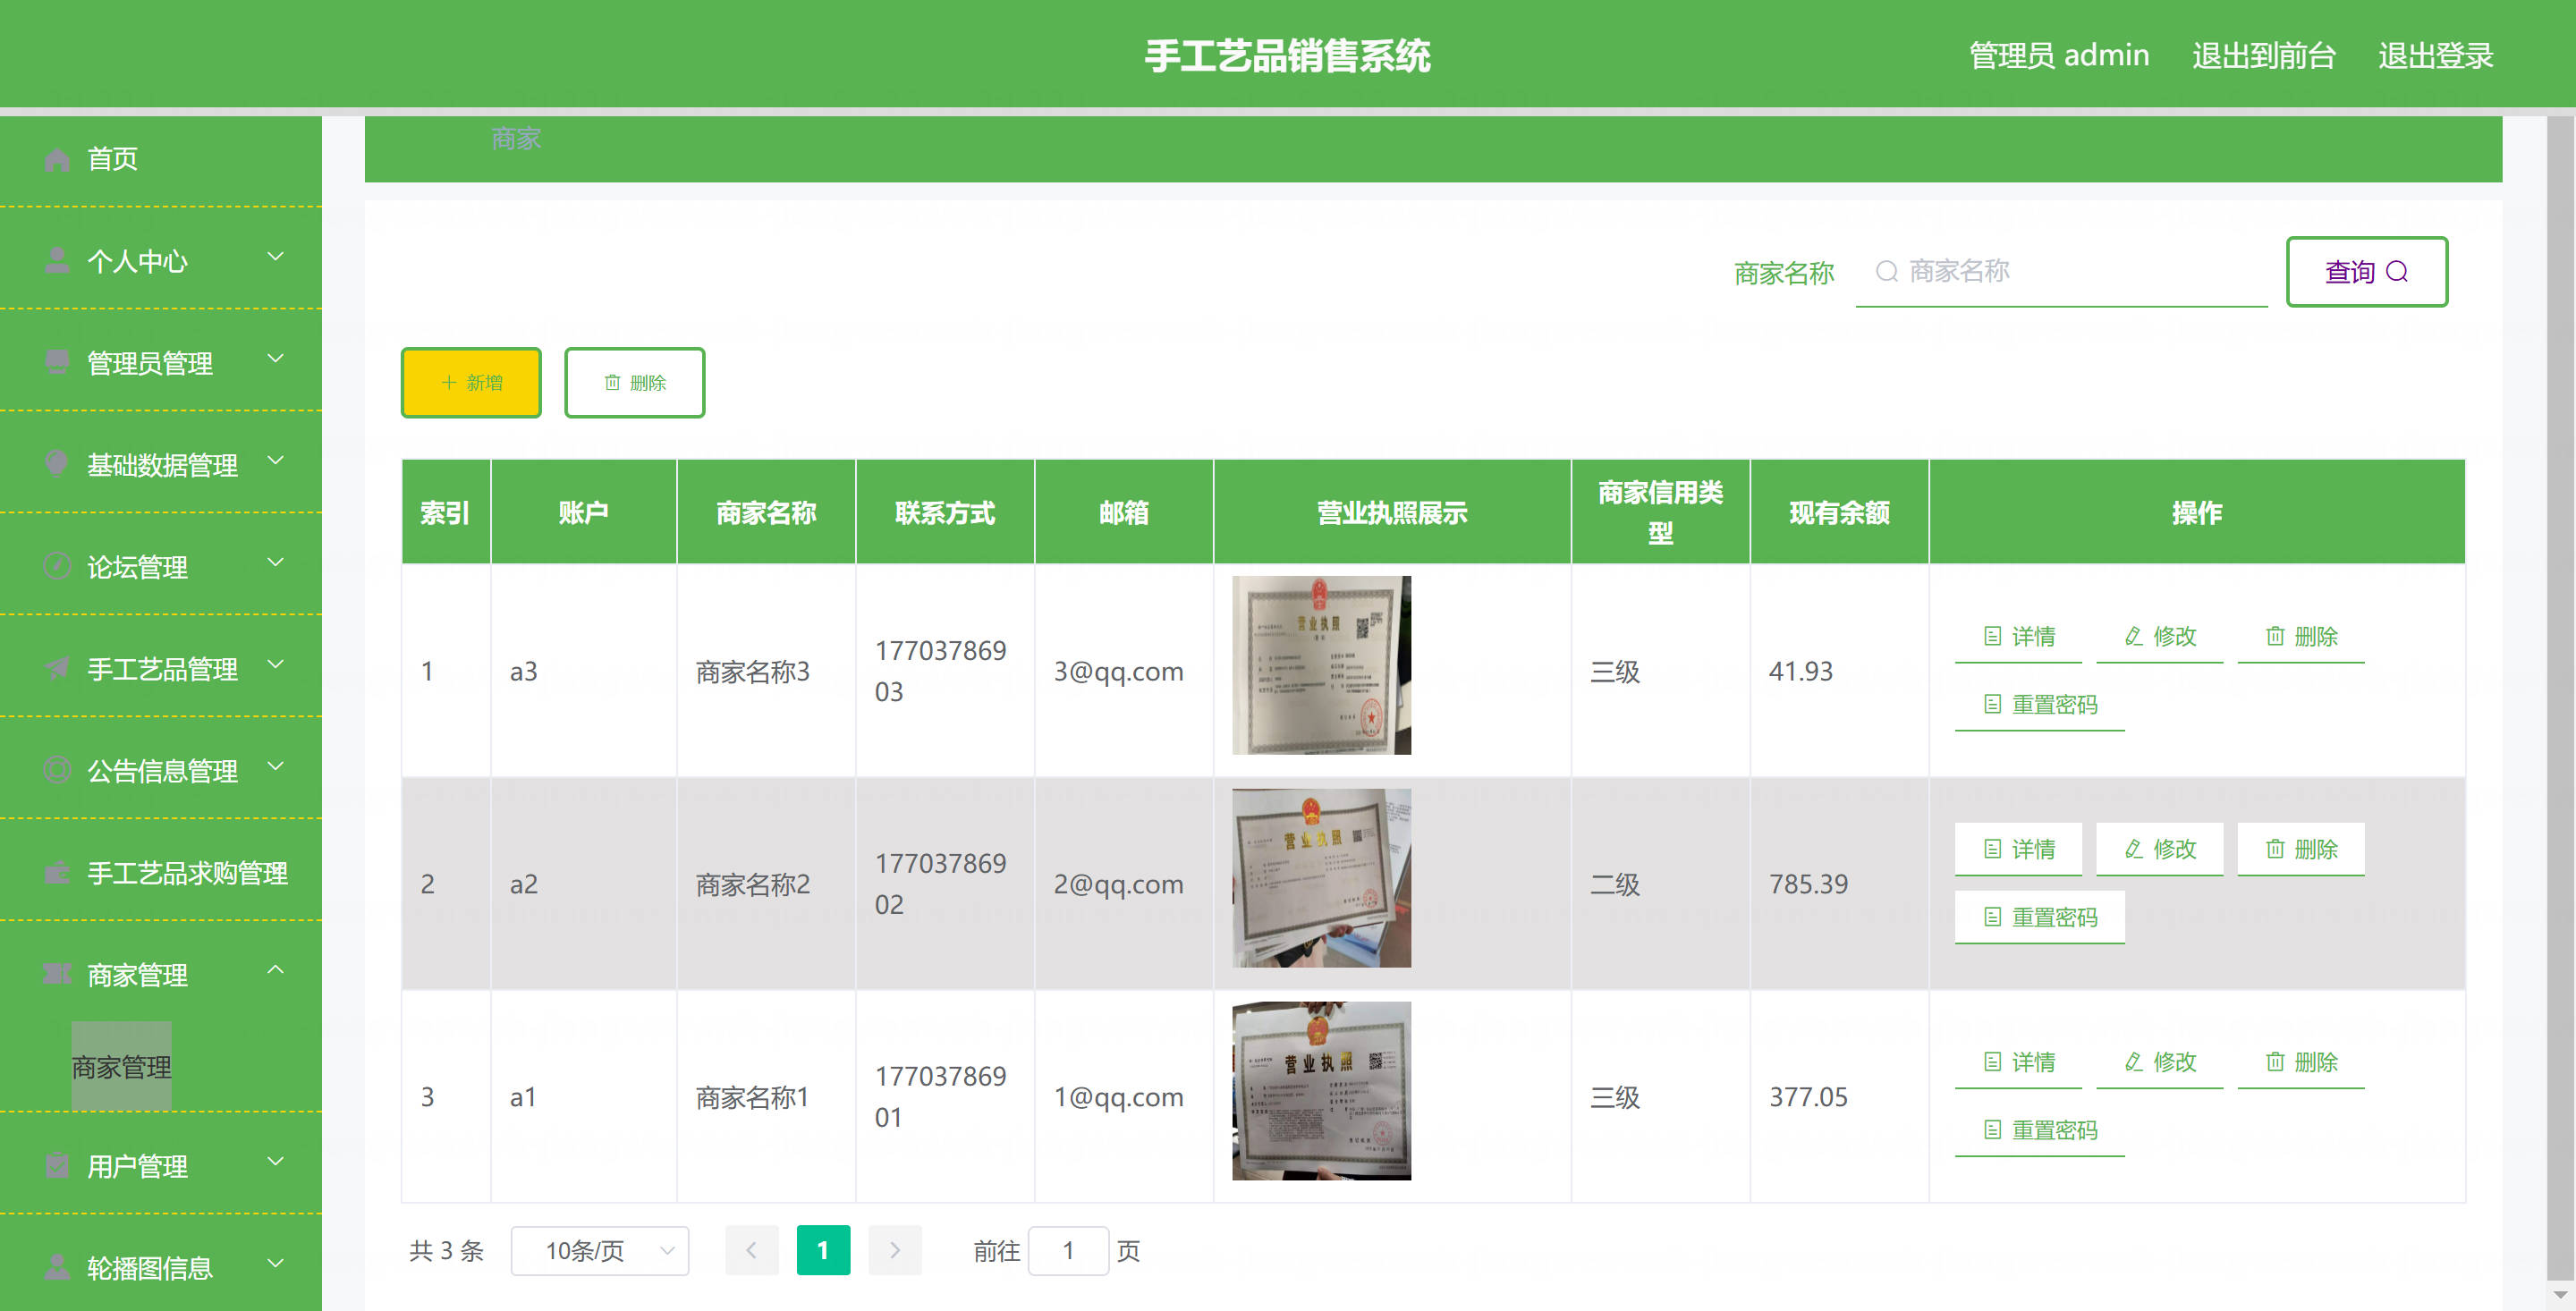 手工艺品销售系统
管理员 admin
退出到前台
退出登录
首页
个人中心
管理员管理
基础数据管理
论坛管理
手工艺品管理
公告信息管理
手工艺品求购管理
商家管理
商家管理
用户管理
轮播图信息
商家
商家名称
商家名称
查询
新增
删除
索引 账户 商家名称 联系方式 邮箱 营业执照展示 商家信用类型 现有余额 操作
1 a3 商家名称3 17703786903 3@qq.com 三级 41.93 详情 修改 删除
重置密码
营业执照
2 a2 商家名称2 17703786902 2@qq.com 二级 785.39 详情 修改 删除
重置密码
营业执照
3 a1 商家名称1 17703786901 1@qq.com 三级 377.05 详情 修改 删除
重置密码
营业执照
共 3 条 10条/页 1 前往 1 页